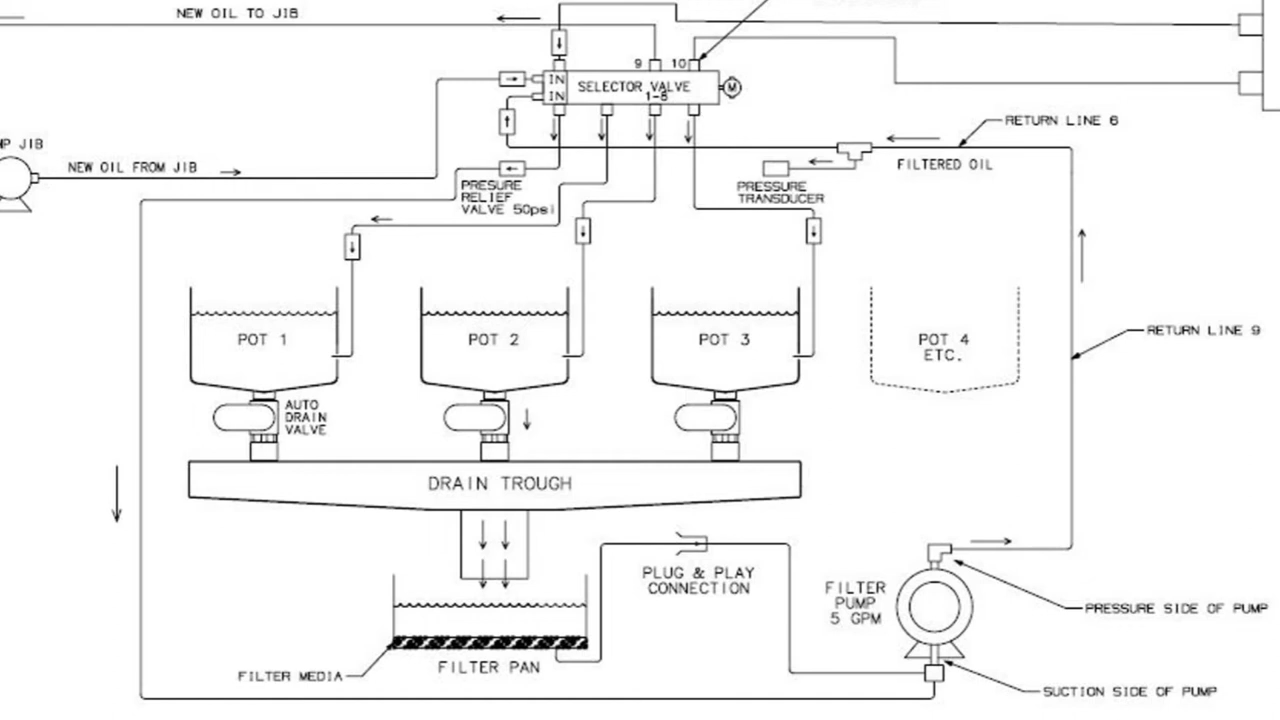 NEW OIL TO JIB
9
10
IN
IN
SELECTOR VALVE
1-8
M
RETURN LINE 6
MP JIB
NEW OIL FROM JIB
FILTERED OIL
PRESURE
RELIEF
VALVE 50psi
PRESSURE
TRANSDUCER
POT 1
POT 2
POT 3
POT 4
ETC.
RETURN LINE 9
AUTO
DRAIN
VALVE
DRAIN TROUGH
PLUG & PLAY
CONNECTION
FILTER
PUMP
5 GPM
PRESSURE SIDE OF PUMP
FILTER MEDIA
FILTER PAN
SUCTION SIDE OF PUMP